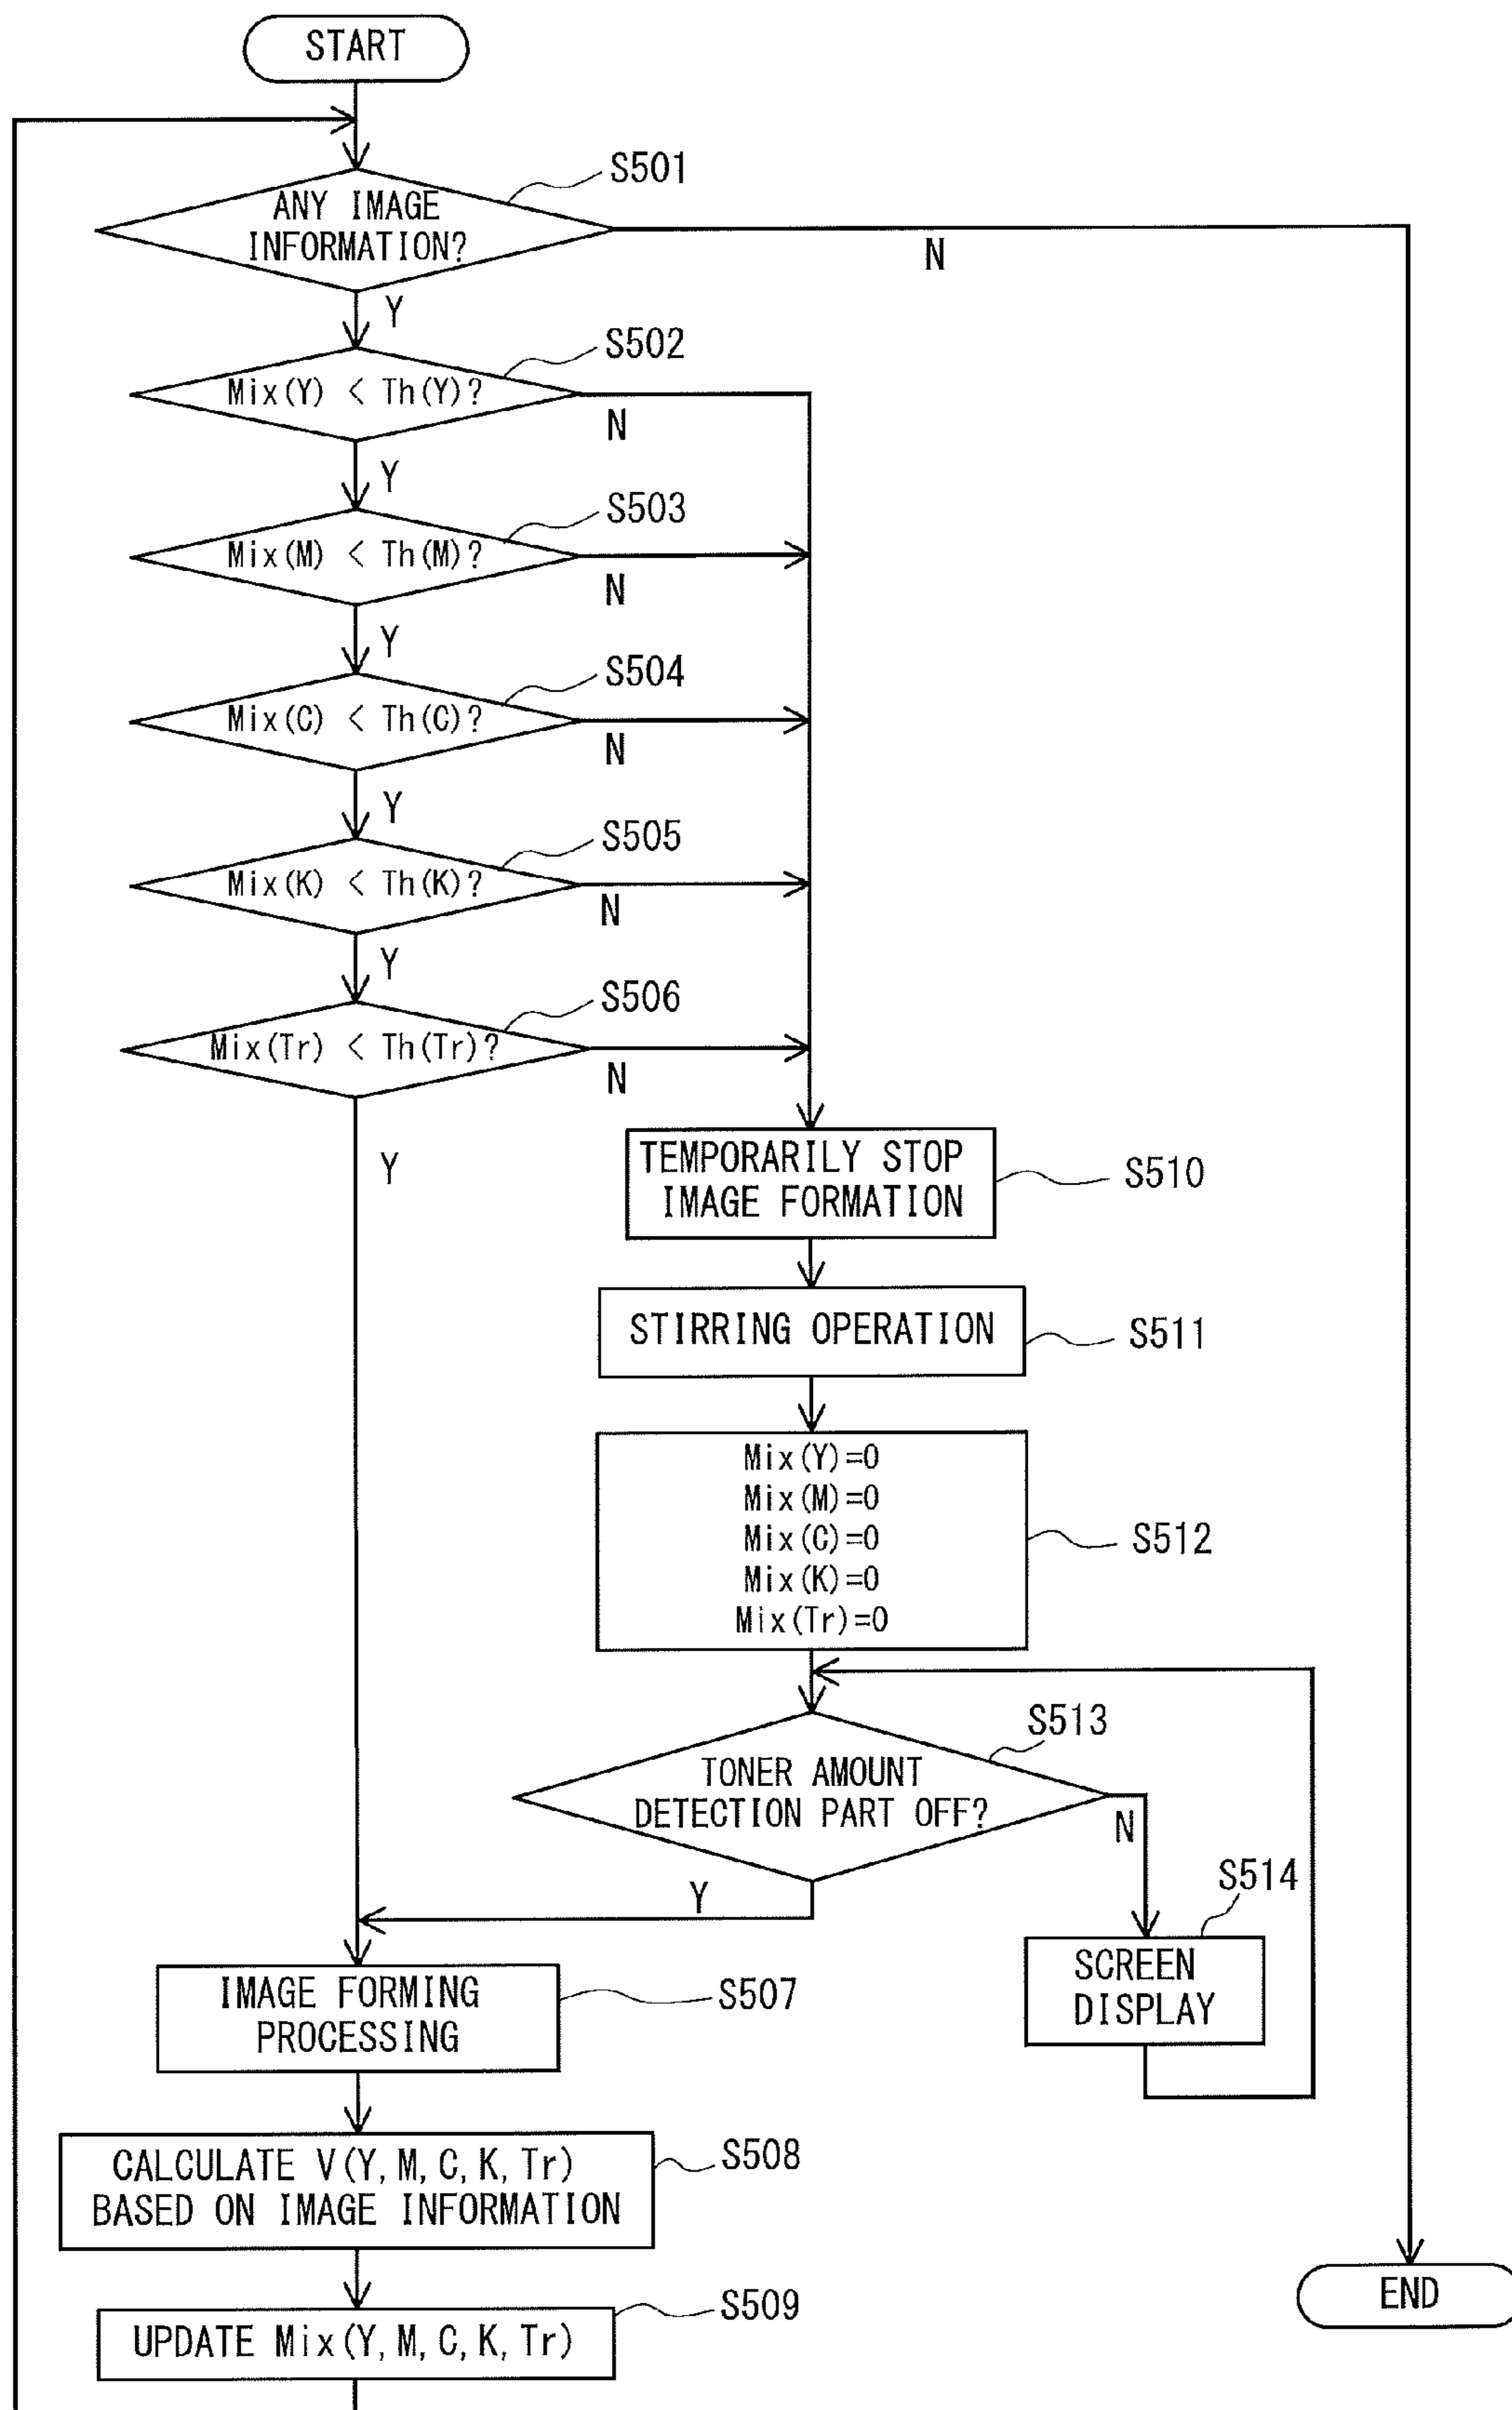 START
S501
ANY IMAGE
INFORMATION?
N
Y
S502
Mix(Y) < Th(Y)?
N
Y
S503
Mix(M) < Th(M)?
N
Y
S504
Mix(C) < Th(C)?
N
Y
S505
Mix(K) < Th(K)?
N
Y
S506
Mix(Tr) < Th(Tr)?
N
Y
TEMPORARILY STOP
IMAGE FORMATION
S510
STIRRING OPERATION
S511
Mix(Y)=0
Mix(M)=0
Mix(C)=0
Mix(K)=0
Mix(Tr)=0
S512
S513
TONER AMOUNT
DETECTION PART OFF?
N
Y
S514
SCREEN
DISPLAY
IMAGE FORMING
PROCESSING
S507
CALCULATE V(Y, M, C, K, Tr)
BASED ON IMAGE INFORMATION
S508
UPDATE Mix(Y, M, C, K, Tr)
S509
END